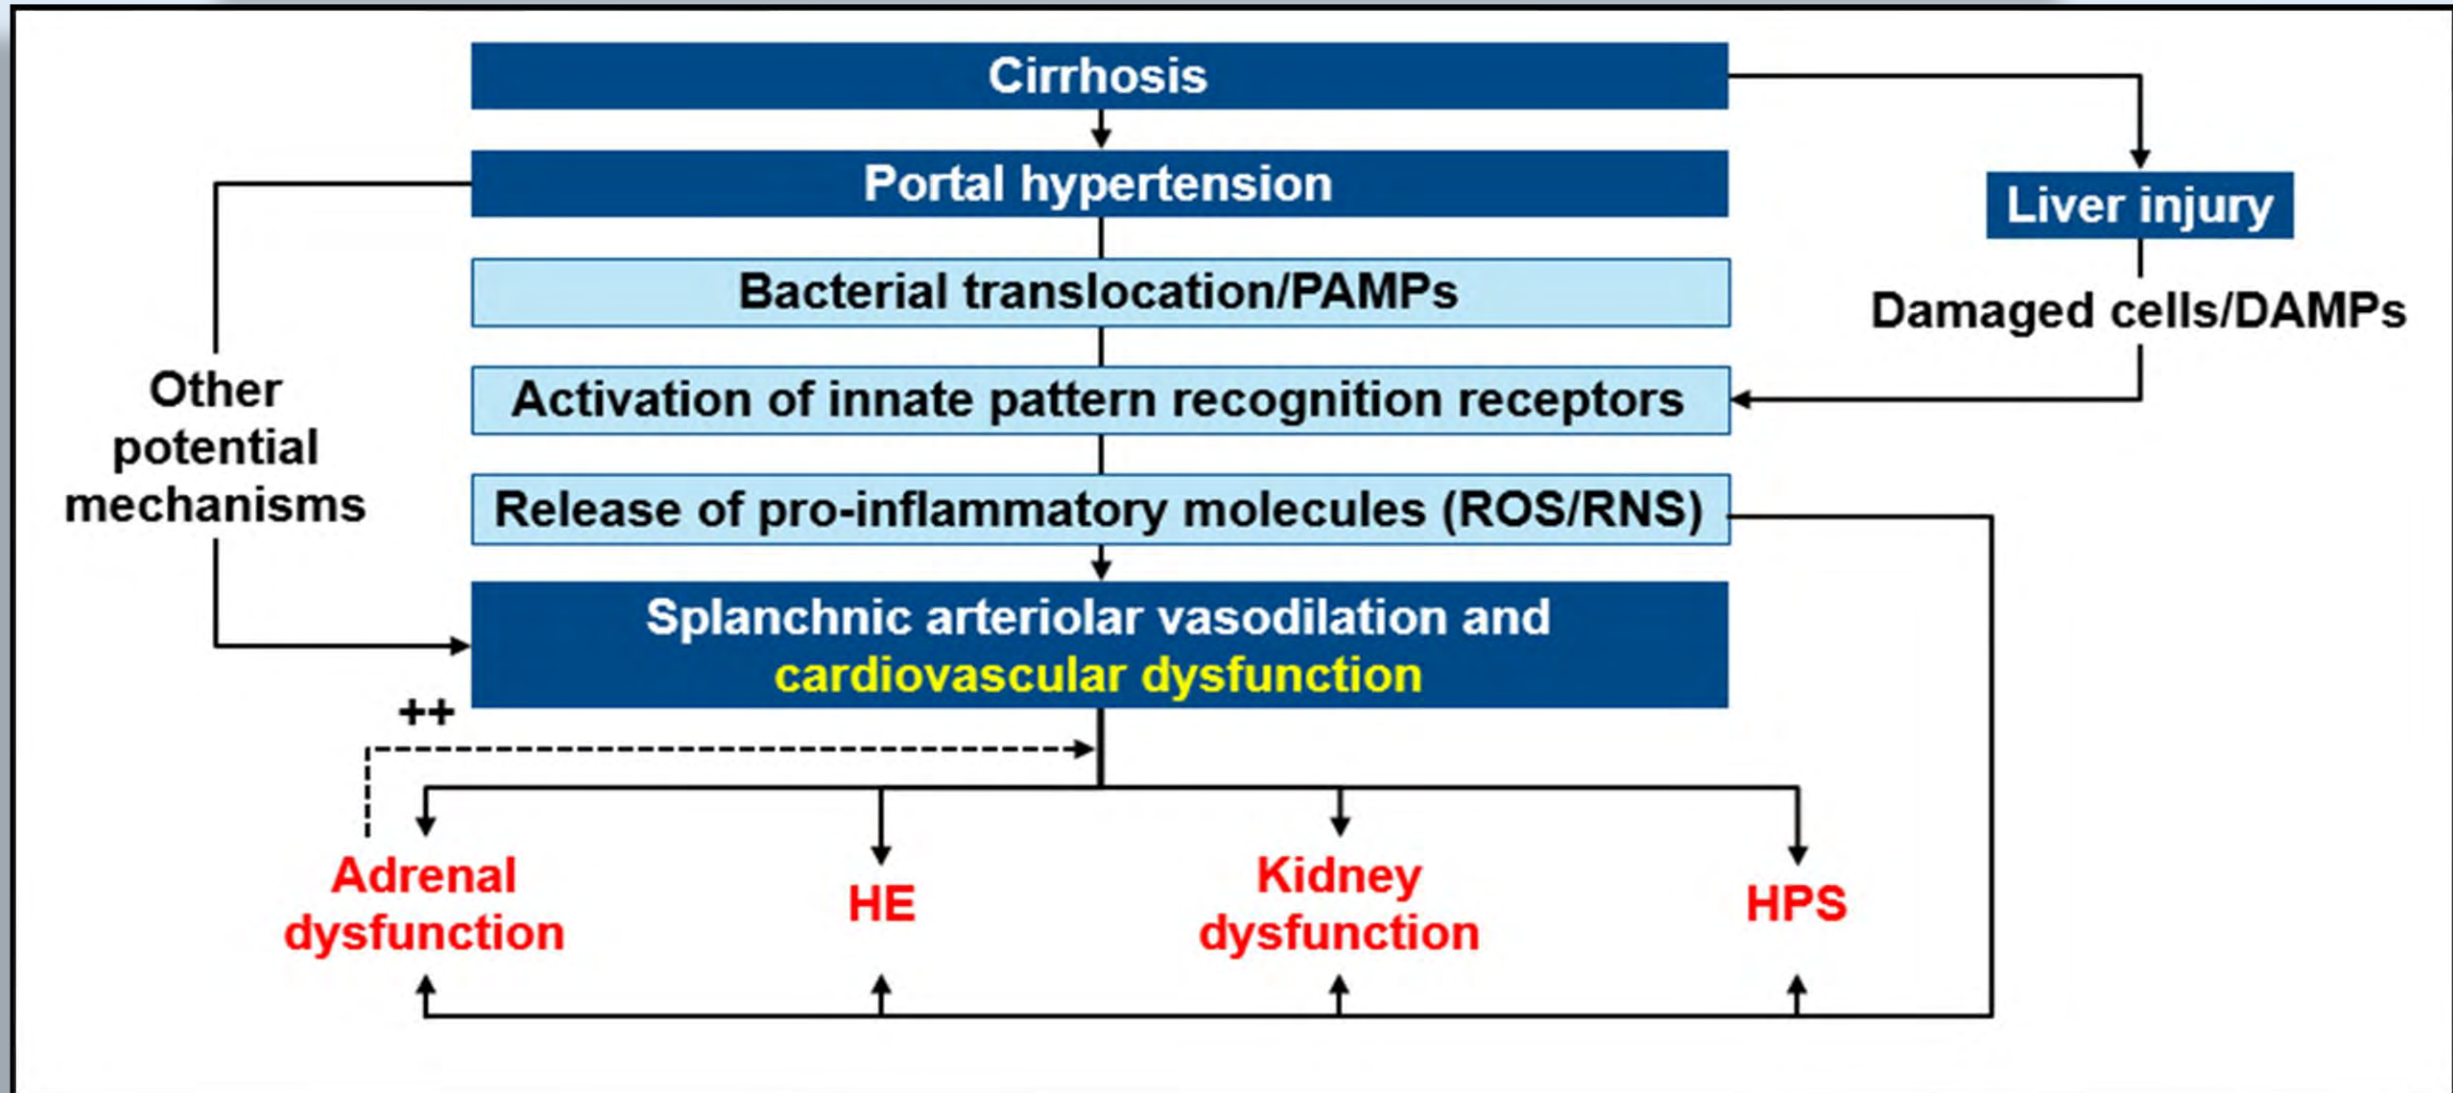 Cirrhosis
Portal hypertension
Liver injury
Bacterial translocation/PAMPs
Damaged cells/DAMPs
Activation of innate pattern recognition receptors
Other
potential
mechanisms
Release of pro-inflammatory molecules (ROS/RNS)
Splanchnic arteriolar vasodilation and
cardiovascular dysfunction
++
Adrenal
dysfunction
HE
Kidney
dysfunction
HPS